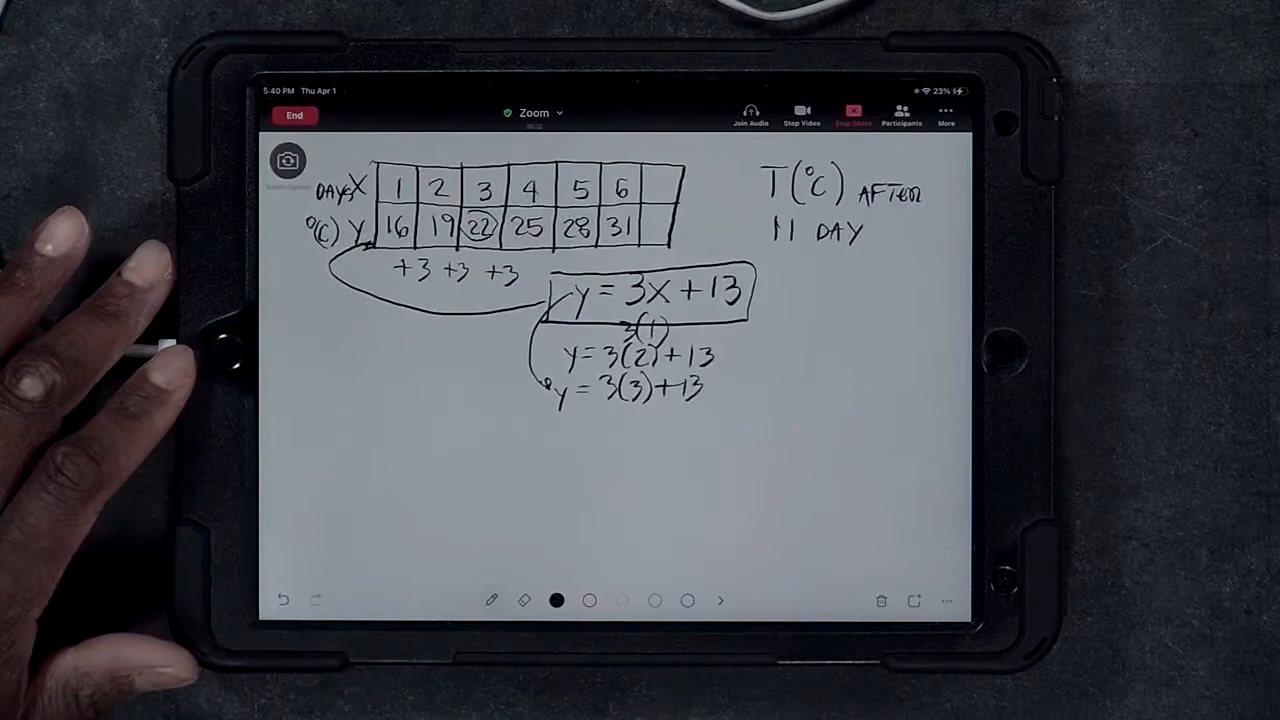 5:40 PM Thu Apr 1
23%
End
Zoom
Join Audio
Stop Video
Stop Share
Participants
More
DAYS X 1 2 3 4 5 6
(°C) Y 16 19 22 25 28 31
+3 +3 +3
T(°C) AFTER
11 DAY
y = 3x + 13
3(1)
y = 3(2) + 13
y = 3(3) + 13